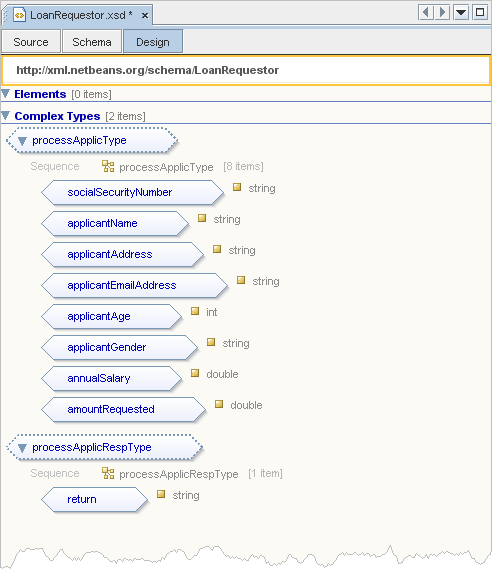 LoanRequestor.xsd *
Source Schema Design
http://xml.netbeans.org/schema/LoanRequestor
Elements [0 items]
Complex Types [2 items]
processApplicType
Sequence processApplicType [8 items]
socialSecurityNumber string
applicantName string
applicantAddress string
applicantEmailAddress string
applicantAge int
applicantGender string
annualSalary double
amountRequested double
processApplicRespType
Sequence processApplicRespType [1 item]
return string